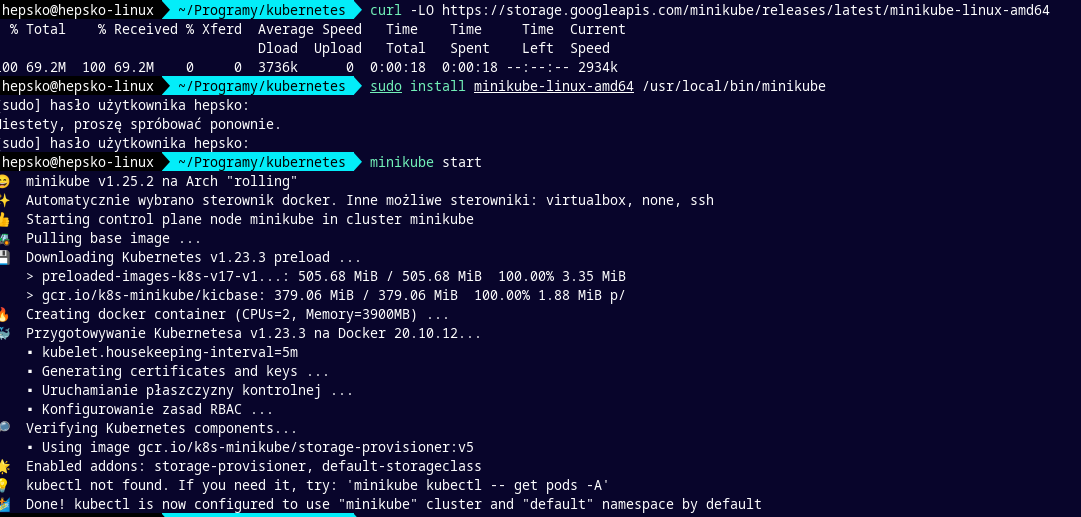 hepsko@hepsko-linux ~/Programy/kubernetes curl -LO https://storage.googleapis.com/minikube/releases/latest/minikube-linux-amd64
% Total % Received % Xferd Average Speed Time Time Time Current
Dload Upload Total Spent Left Speed
100 69.2M 100 69.2M 0 0 3736k 0 0:00:18 0:00:18 --:--:-- 2934k
hepsko@hepsko-linux ~/Programy/kubernetes sudo install minikube-linux-amd64 /usr/local/bin/minikube
[sudo] hasło użytkownika hepsko:
Niestety, proszę spróbować ponownie.
[sudo] hasło użytkownika hepsko:
hepsko@hepsko-linux ~/Programy/kubernetes minikube start
minikube v1.25.2 na Arch "rolling"
Automatycznie wybrano sterownik docker. Inne możliwe sterowniki: virtualbox, none, ssh
Starting control plane node minikube in cluster minikube
Pulling base image ...
Downloading Kubernetes v1.23.3 preload ...
> preloaded-images-k8s-v17-v1...: 505.68 MiB / 505.68 MiB 100.00% 3.35 MiB
> gcr.io/k8s-minikube/kicbase: 379.06 MiB / 379.06 MiB 100.00% 1.88 MiB p/
Creating docker container (CPUs=2, Memory=3900MB) ...
Przygotowywanie Kubernetesa v1.23.3 na Docker 20.10.12...
▪ kubelet.housekeeping-interval=5m
▪ Generating certificates and keys ...
▪ Uruchamianie płaszczyzny kontrolnej ...
▪ Konfigurowanie zasad RBAC ...
Verifying Kubernetes components...
▪ Using image gcr.io/k8s-minikube/storage-provisioner:v5
Enabled addons: storage-provisioner, default-storageclass
kubectl not found. If you need it, try: 'minikube kubectl -- get pods -A'
Done! kubectl is now configured to use "minikube" cluster and "default" namespace by default